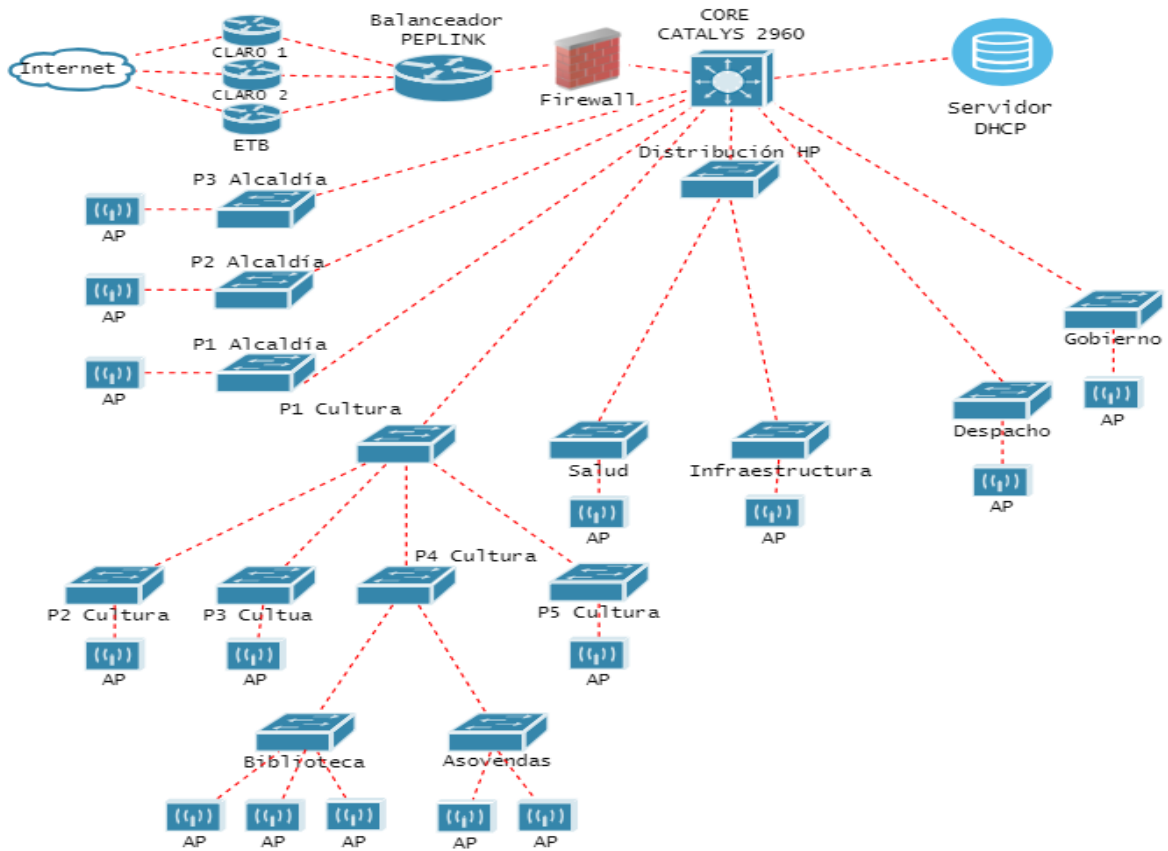 CORE
CATALYS 2960
Balanceador
PEPLINK
CLARO 1
Internet
CLARO 2
ETB
Firewall
Servidor
DHCP
Distribución HP
P3 Alcaldía
AP
P2 Alcaldía
AP
P1 Alcaldía
AP
P1 Cultura
Gobierno
AP
Despacho
AP
Salud
AP
Infraestructura
AP
P4 Cultura
P2 Cultura
AP
P3 Cultua
AP
P5 Cultura
AP
Biblioteca
AP
AP
AP
Asovendas
AP
AP